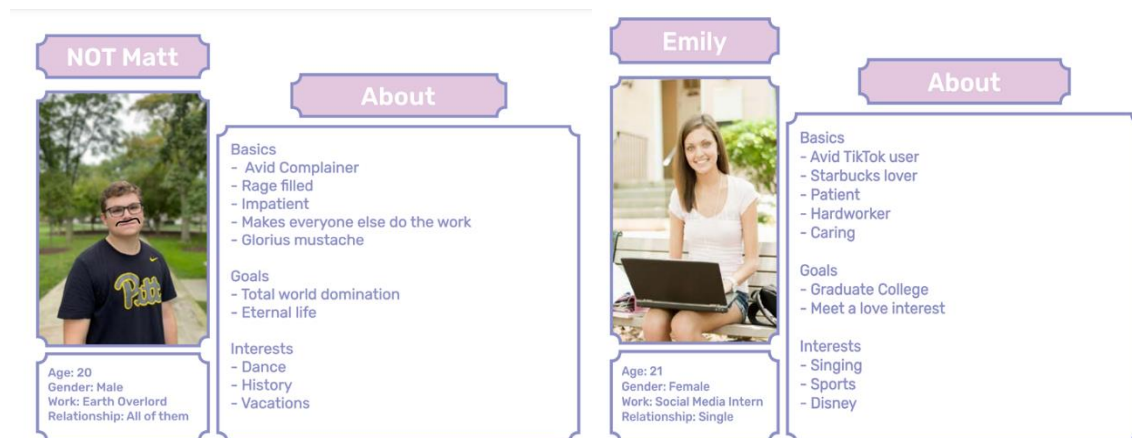 NOT Matt
About
Basics
- Avid Complainer
- Rage filled
- Impatient
- Makes everyone else do the work
- Glorius mustache
Goals
- Total world domination
- Eternal life
Interests
- Dance
- History
- Vacations
Pitt
Age: 20
Gender: Male
Work: Earth Overlord
Relationship: All of them
Emily
About
Basics
- Avid TikTok user
- Starbucks lover
- Patient
- Hardworker
- Caring
Goals
- Graduate College
- Meet a love interest
Interests
- Singing
- Sports
- Disney
Age: 21
Gender: Female
Work: Social Media Intern
Relationship: Single